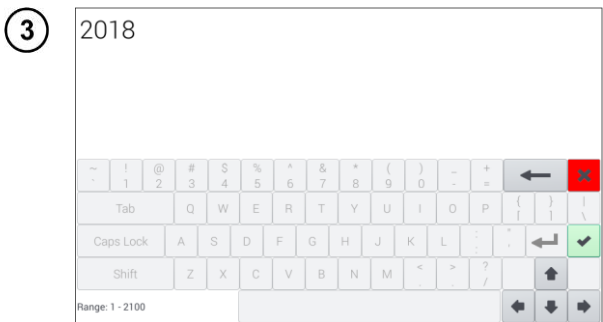 3
2018
~ ! @ # $ % ^ & * ( ) _ +
` 1 2 3 4 5 6 7 8 9 0 - =
Tab Q W E R T Y U I O P { } |
[ ] \
Caps Lock A S D F G H J K L : "
; '
Shift Z X C V B N M < > ?
, . /
Range: 1 - 2100